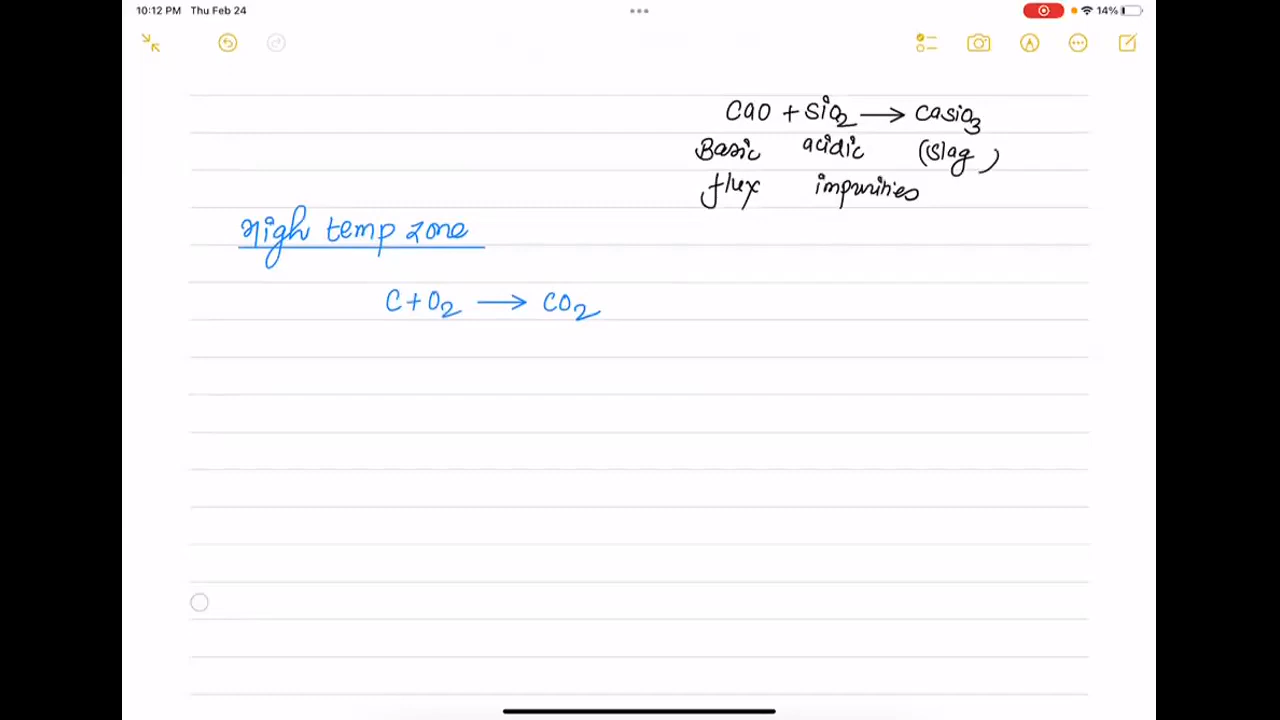 10:12 PM Thu Feb 24
14%
CaO + SiO2 → CaSiO3
Basic acidic (Slag)
flux impurities
High temp zone
C + O2 → CO2